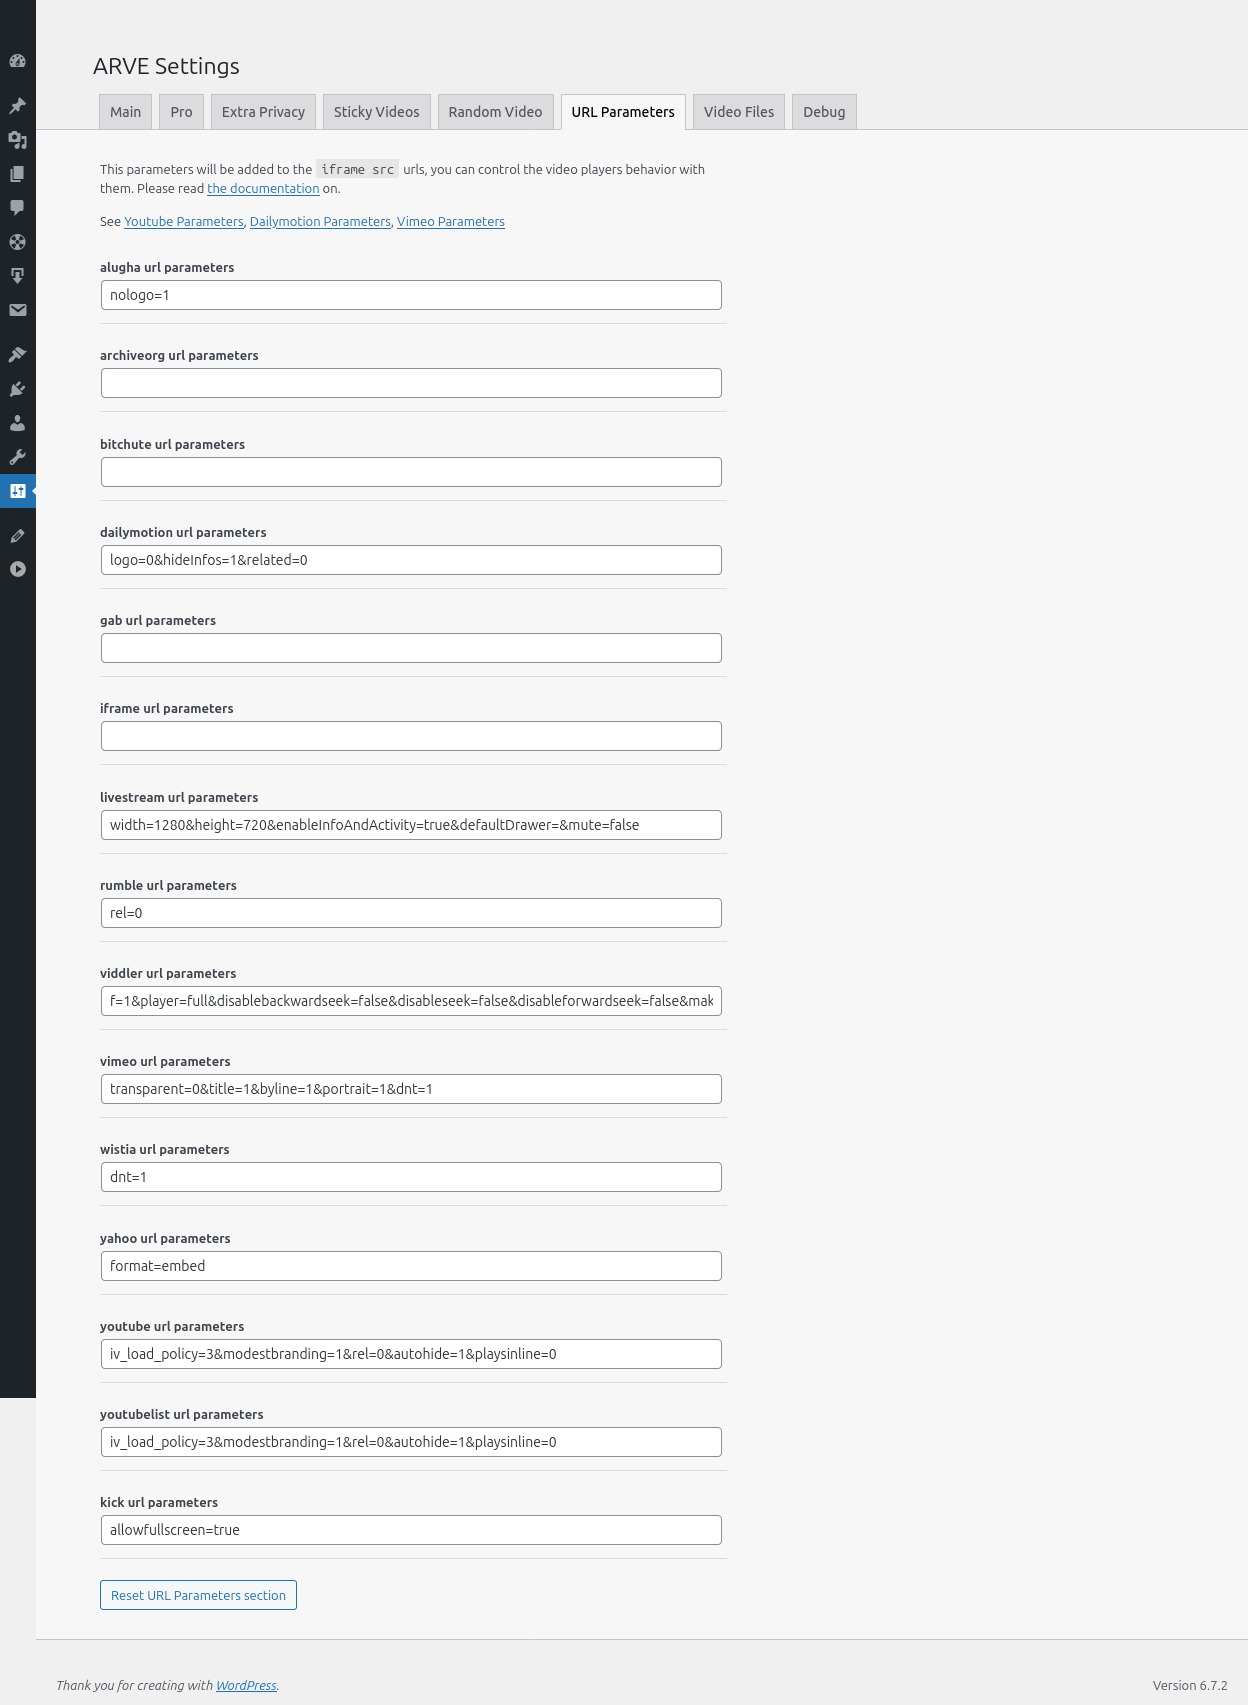 ARVE Settings
Main Pro Extra Privacy Sticky Videos Random Video URL Parameters Video Files Debug
This parameters will be added to the iframe src urls, you can control the video players behavior with
them. Please read the documentation on.
See Youtube Parameters, Dailymotion Parameters, Vimeo Parameters
alugha url parameters
nologo=1
archiveorg url parameters
bitchute url parameters
dailymotion url parameters
logo=0&hideInfos=1&related=0
gab url parameters
iframe url parameters
livestream url parameters
width=1280&height=720&enableInfoAndActivity=true&defaultDrawer=&mute=false
rumble url parameters
rel=0
viddler url parameters
f=1&player=full&disablebackwardseek=false&disableseek=false&disableforwardseek=false&mak
vimeo url parameters
transparent=0&title=1&byline=1&portrait=1&dnt=1
wistia url parameters
dnt=1
yahoo url parameters
format=embed
youtube url parameters
iv_load_policy=3&modestbranding=1&rel=0&autohide=1&playsinline=0
youtubelist url parameters
iv_load_policy=3&modestbranding=1&rel=0&autohide=1&playsinline=0
kick url parameters
allowfullscreen=true
Reset URL Parameters section
Thank you for creating with WordPress. Version 6.7.2